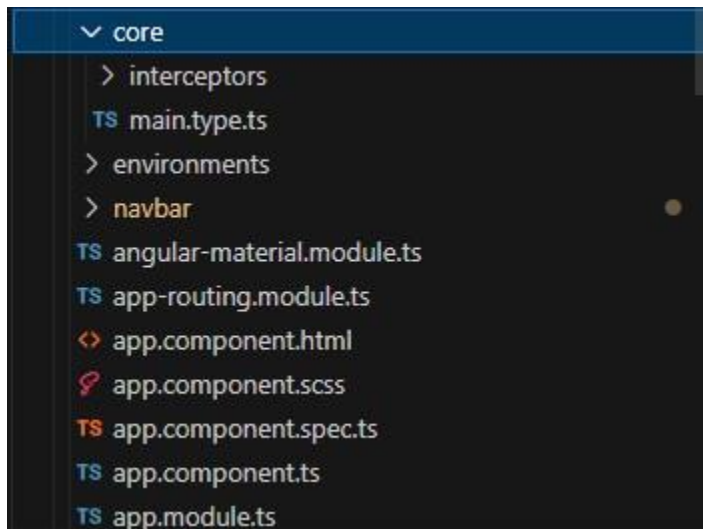 core
interceptors
TS main.type.ts
environments
navbar
TS angular-material.module.ts
TS app-routing.module.ts
<> app.component.html
app.component.scss
TS app.component.spec.ts
TS app.component.ts
TS app.module.ts